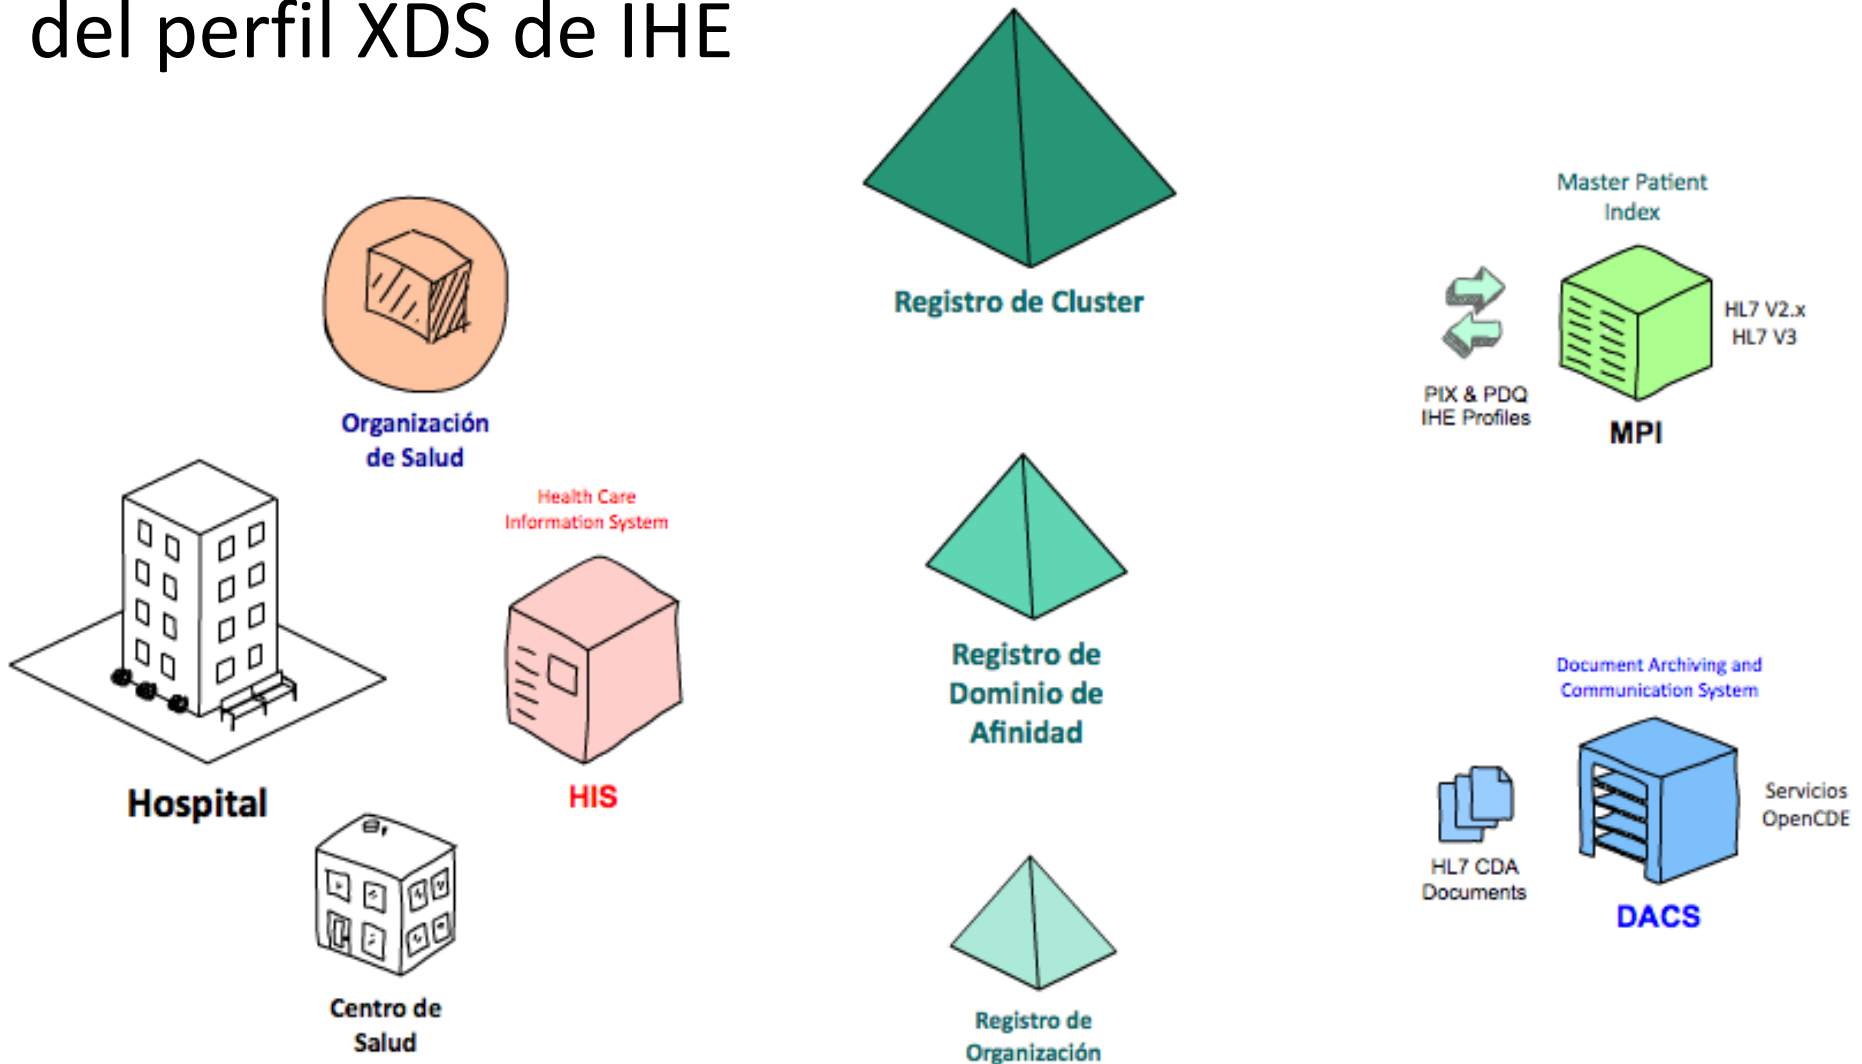 del perfil XDS de IHE
Organización
de Salud
Hospital
Health Care
Information System
HIS
Centro de
Salud
Registro de Cluster
Registro de
Dominio de
Afinidad
Registro de
Organización
Master Patient
Index
HL7 V2.x
HL7 V3
PIX & PDQ
IHE Profiles
MPI
Document Archiving and
Communication System
Servicios
OpenCDE
HL7 CDA
Documents
DACS